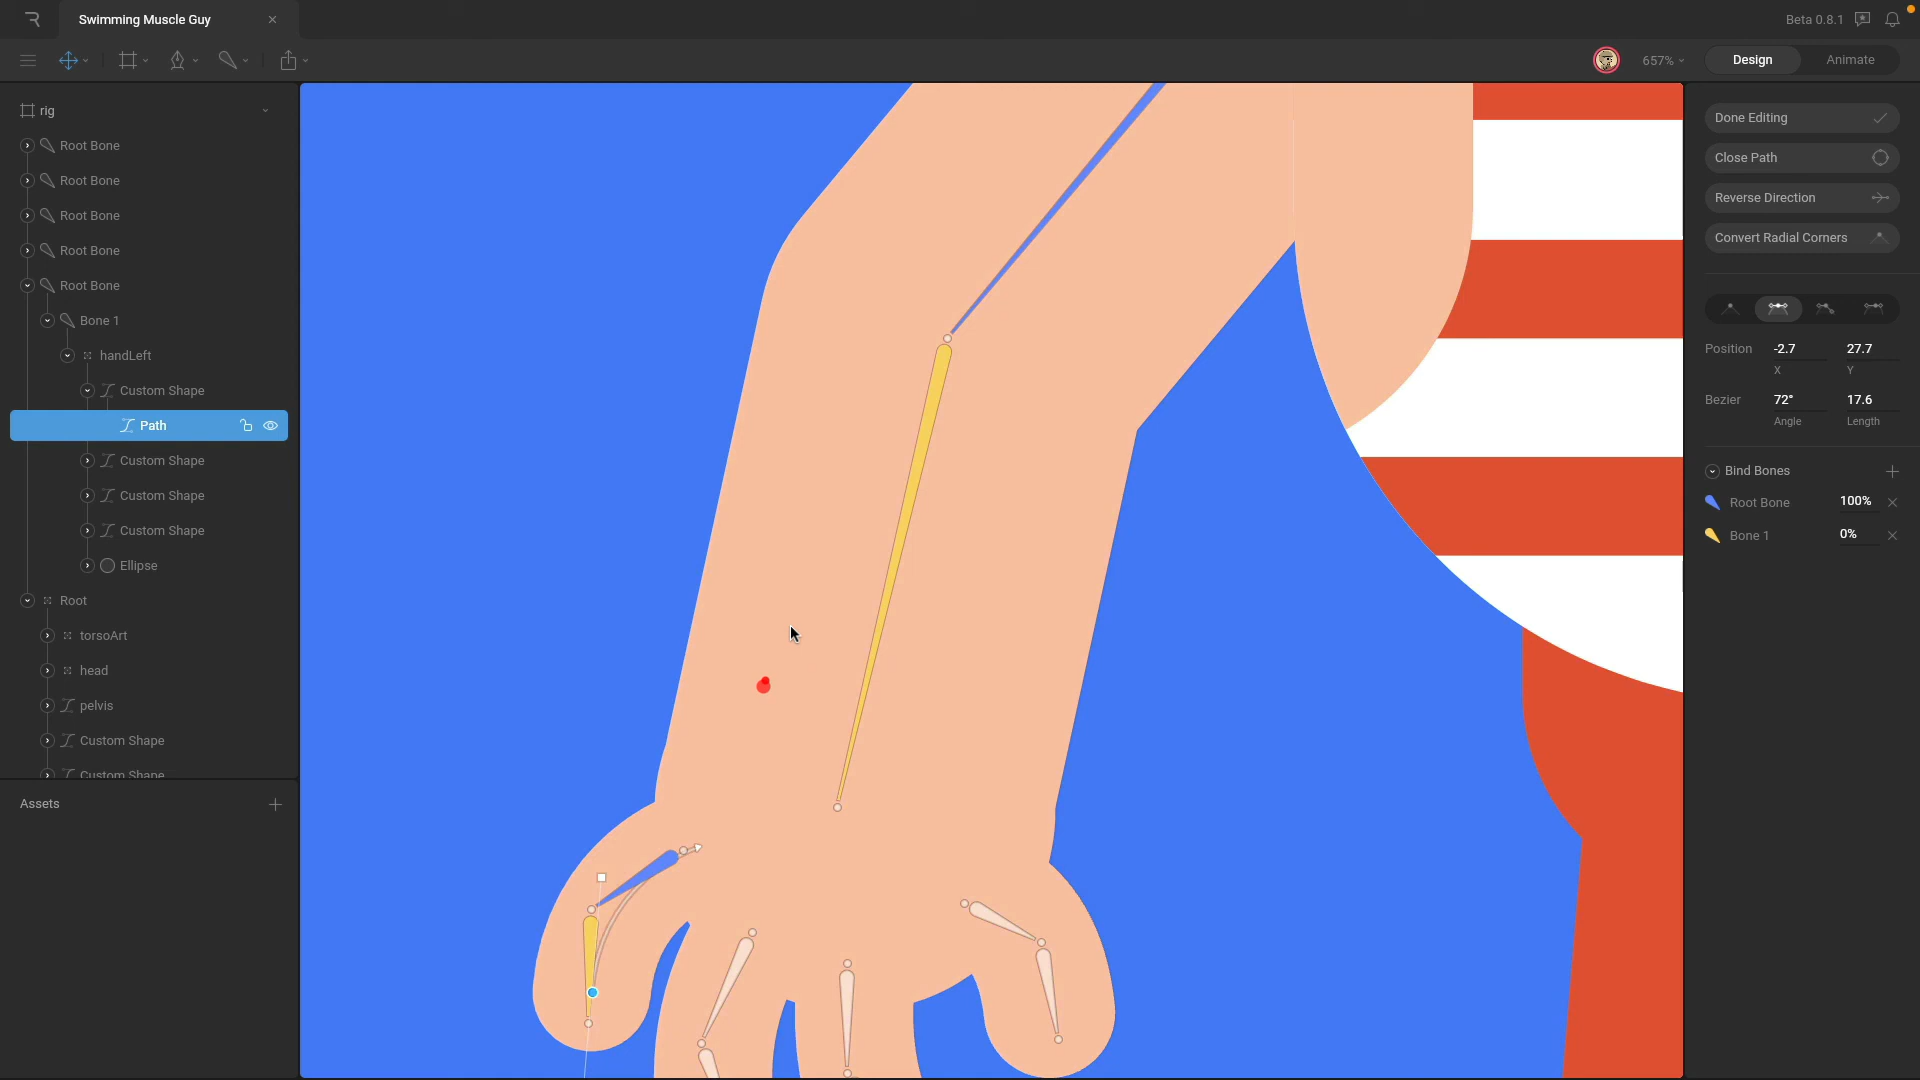 Swimming Muscle Guy
Beta 0.8.1
657%
Design
Animate
rig
Root Bone
Root Bone
Root Bone
Root Bone
Root Bone
Bone 1
handLeft
Custom Shape
Path
Custom Shape
Custom Shape
Custom Shape
Ellipse
Root
torsoArt
head
pelvis
Custom Shape
Custom Shape
Assets
Done Editing
Close Path
Reverse Direction
Convert Radial Corners
Position -2.7 27.7
X Y
Bezier 72° 17.6
Angle Length
Bind Bones
Root Bone 100%
Bone 1 0%